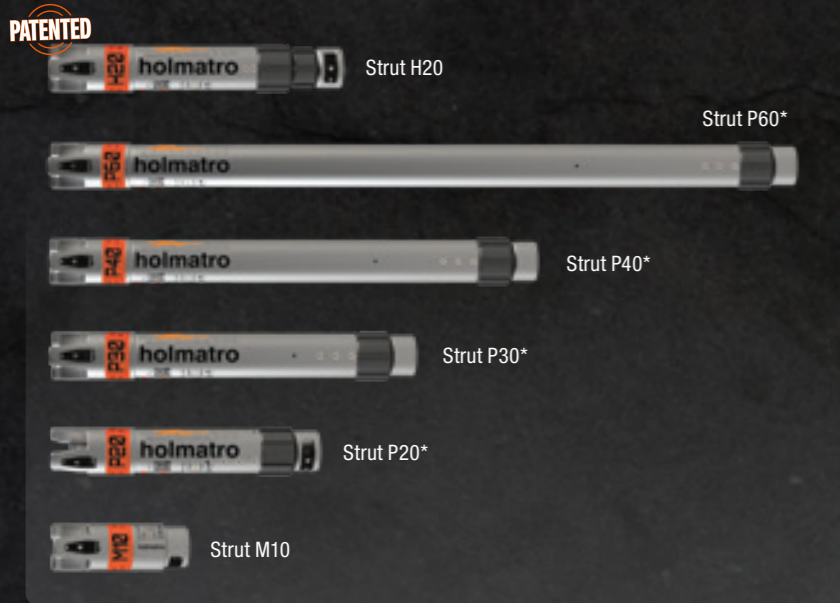 PATENTED
H20 holmatro
Strut H20
Strut P60*
P60 holmatro
P40 holmatro
Strut P40*
P30 holmatro
Strut P30*
P20 holmatro
Strut P20*
M10
Strut M10